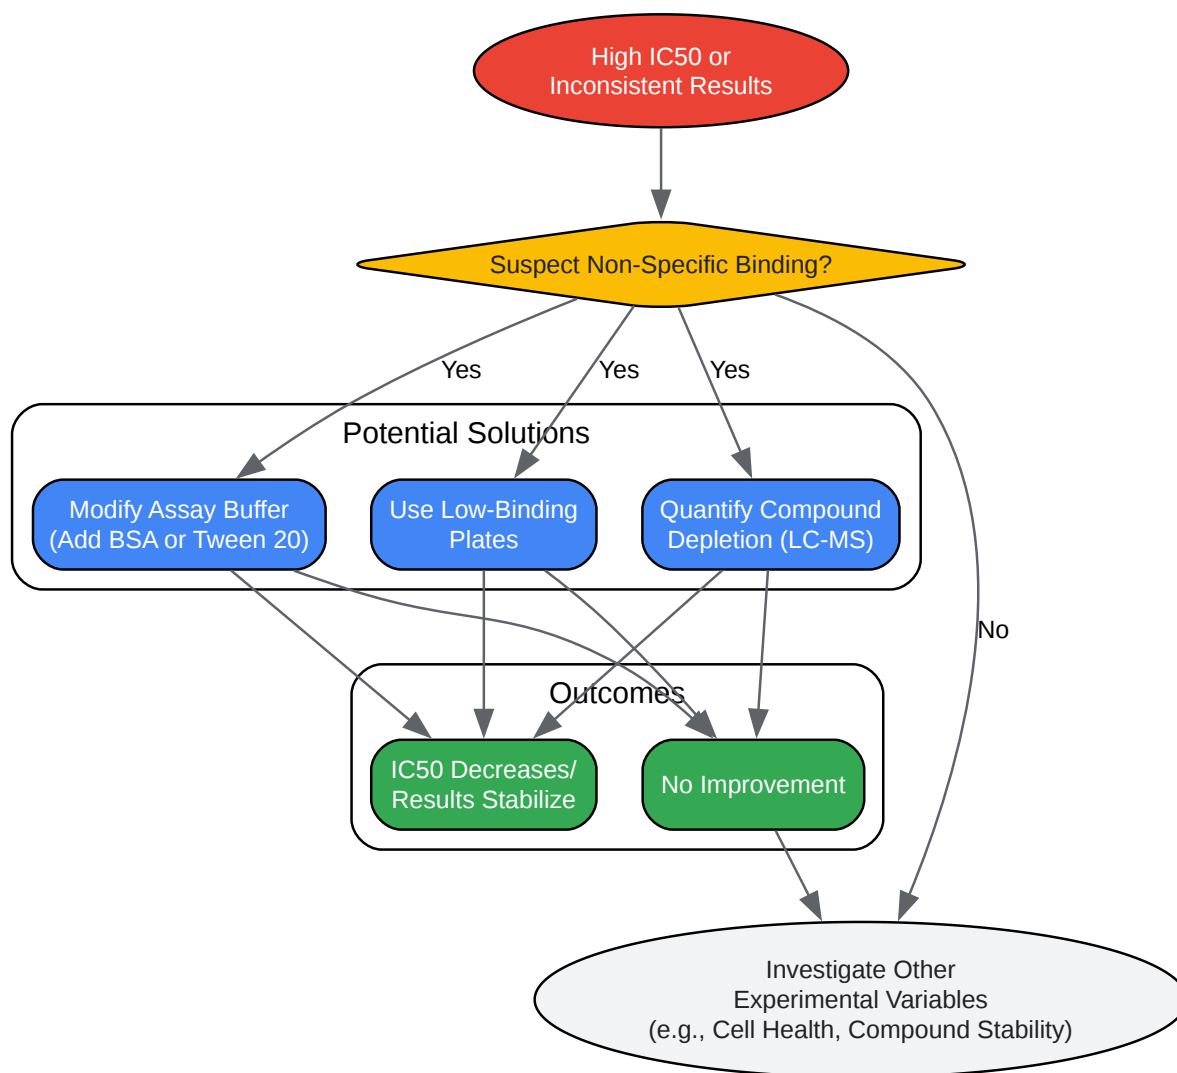 High IC50 or
Inconsistent Results
Suspect Non-Specific Binding?
Yes
Yes
Yes
Potential Solutions
Modify Assay Buffer
(Add BSA or Tween 20)
Use Low-Binding
Plates
Quantify Compound
Depletion (LC-MS)
No
Outcomes
IC50 Decreases/
Results Stabilize
No Improvement
Investigate Other
Experimental Variables
(e.g., Cell Health, Compound Stability)